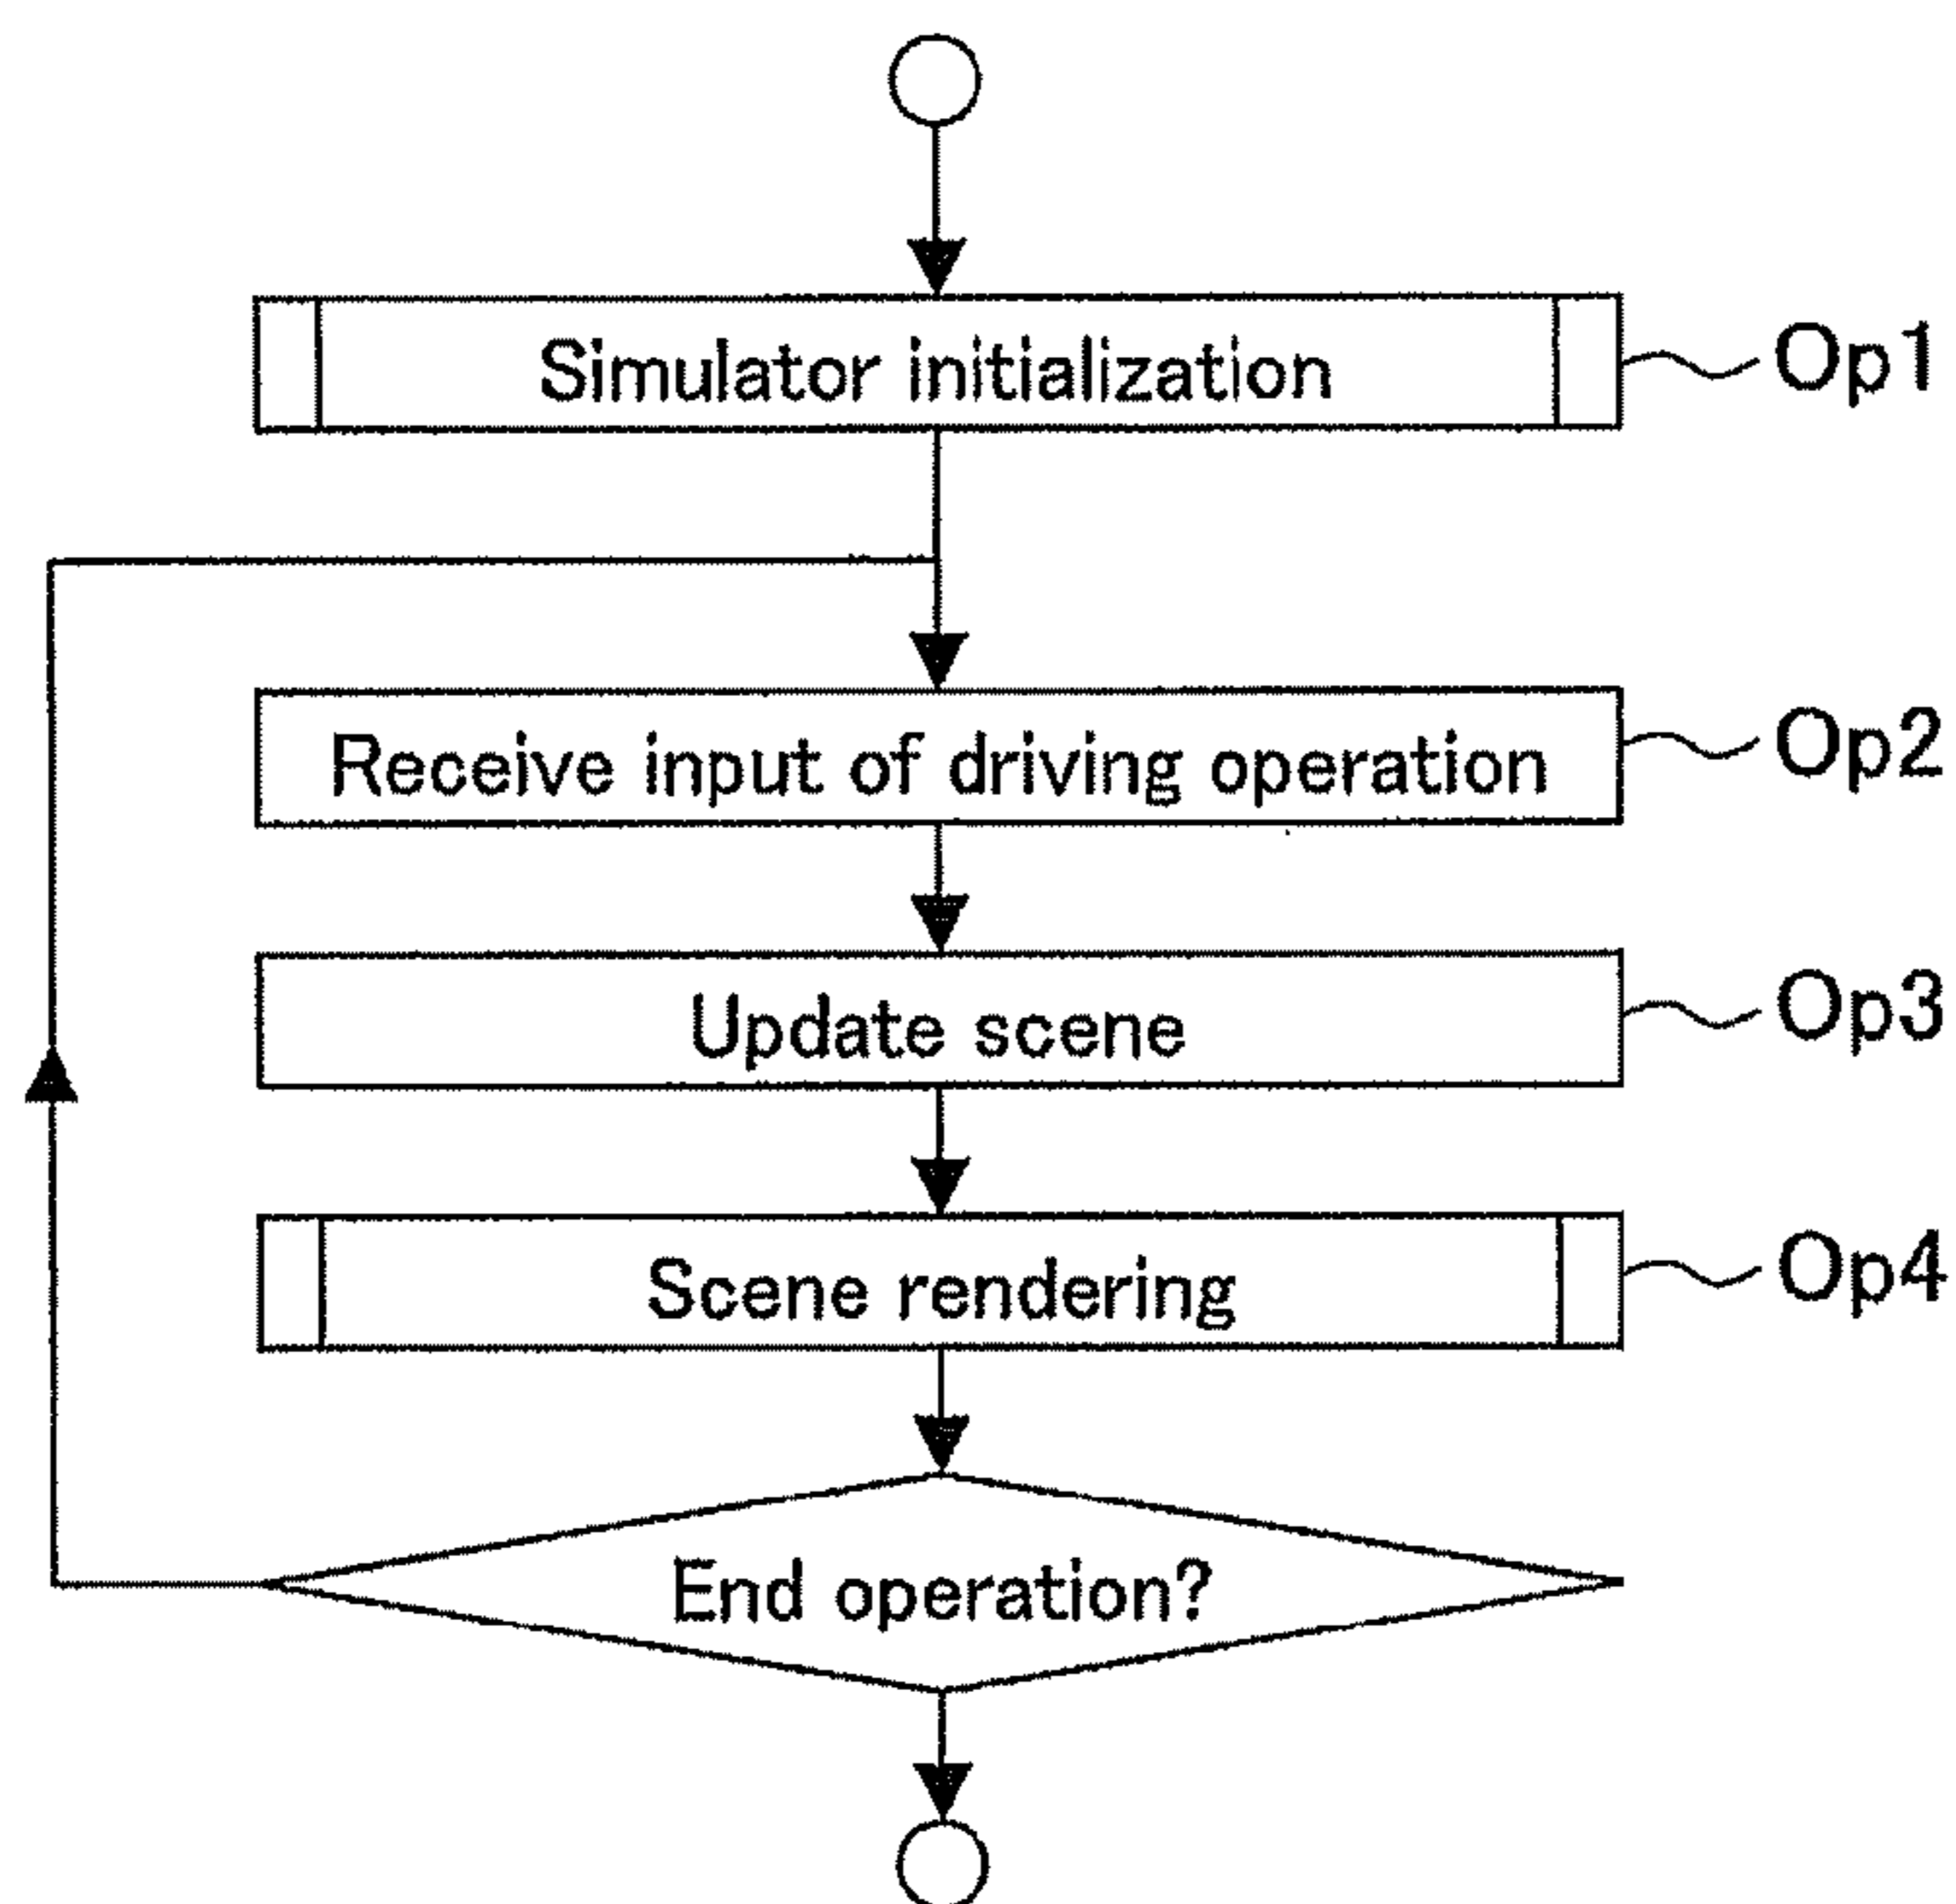 Simulator initialization Op1
Receive input of driving operation Op2
Update scene Op3
Scene rendering Op4
End operation?